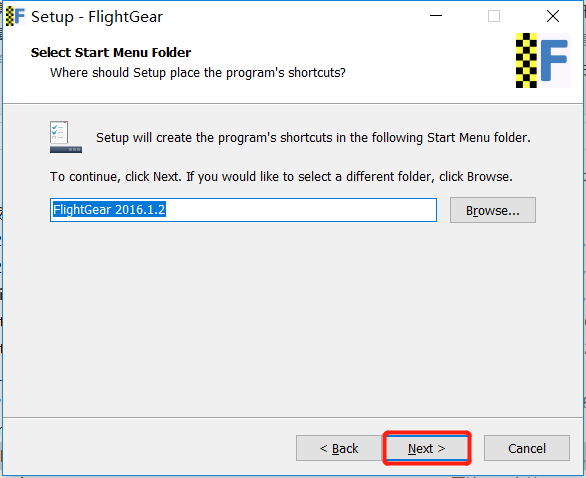 Setup - FlightGear
Select Start Menu Folder
Where should Setup place the program's shortcuts?
F
Setup will create the program's shortcuts in the following Start Menu folder.
To continue, click Next. If you would like to select a different folder, click Browse.
FlightGear 2016.1.2
Browse...
< Back
Next >
Cancel